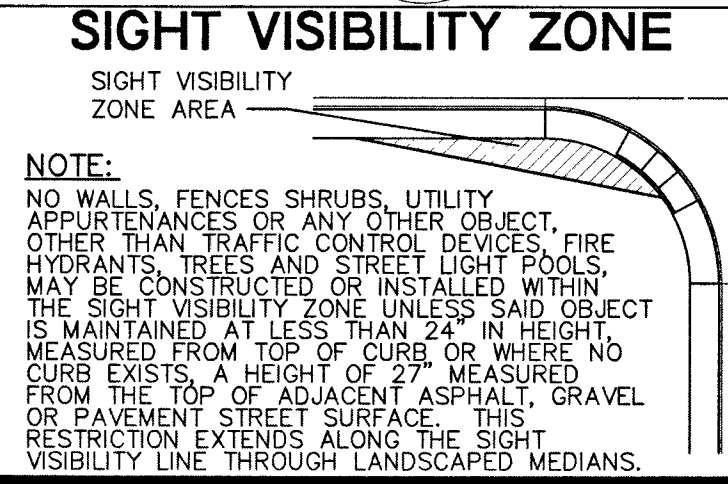 SIGHT VISIBILITY ZONE
SIGHT VISIBILITY
ZONE AREA
NOTE:
NO WALLS, FENCES SHRUBS, UTILITY
APPURTENANCES OR ANY OTHER OBJECT,
OTHER THAN TRAFFIC CONTROL DEVICES, FIRE
HYDRANTS, TREES AND STREET LIGHT POOLS,
MAY BE CONSTRUCTED OR INSTALLED WITHIN
THE SIGHT VISIBILITY ZONE UNLESS SAID OBJECT
IS MAINTAINED AT LESS THAN 24" IN HEIGHT,
MEASURED FROM TOP OF CURB OR WHERE NO
CURB EXISTS, A HEIGHT OF 27" MEASURED
FROM THE TOP OF ADJACENT ASPHALT, GRAVEL
OR PAVEMENT STREET SURFACE. THIS
RESTRICTION EXTENDS ALONG THE SIGHT
VISIBILITY LINE THROUGH LANDSCAPED MEDIANS.